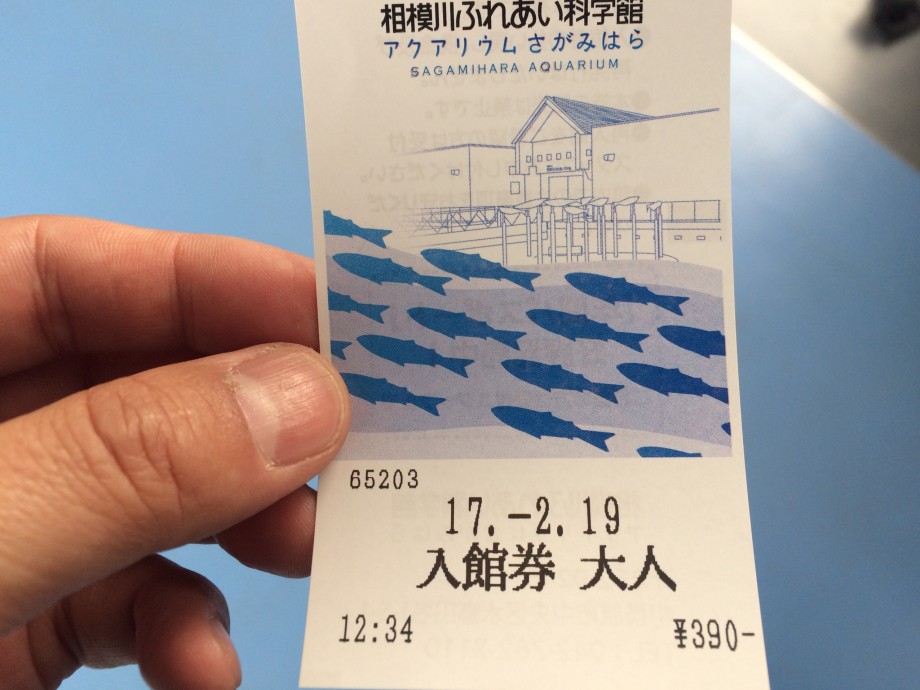 相模川ふれあい科学館
アクアリウムさがみはら
SAGAMIHARA AQUARIUM
65203
17.-2.19
入館券 大人
12:34 ¥390-